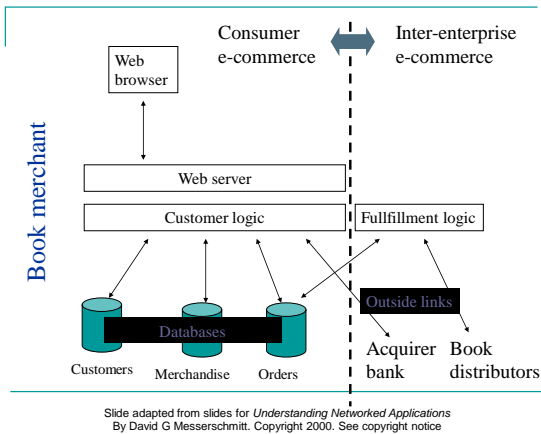 Consumer
e-commerce
Inter-enterprise
e-commerce
Web
browser
Book merchant
Web server
Customer logic
Fullfillment logic
Outside links
Databases
Customers
Merchandise
Orders
Acquirer
bank
Book
distributors
Slide adapted from slides for Understanding Networked Applications
By David G Messerschmitt. Copyright 2000. See copyright notice